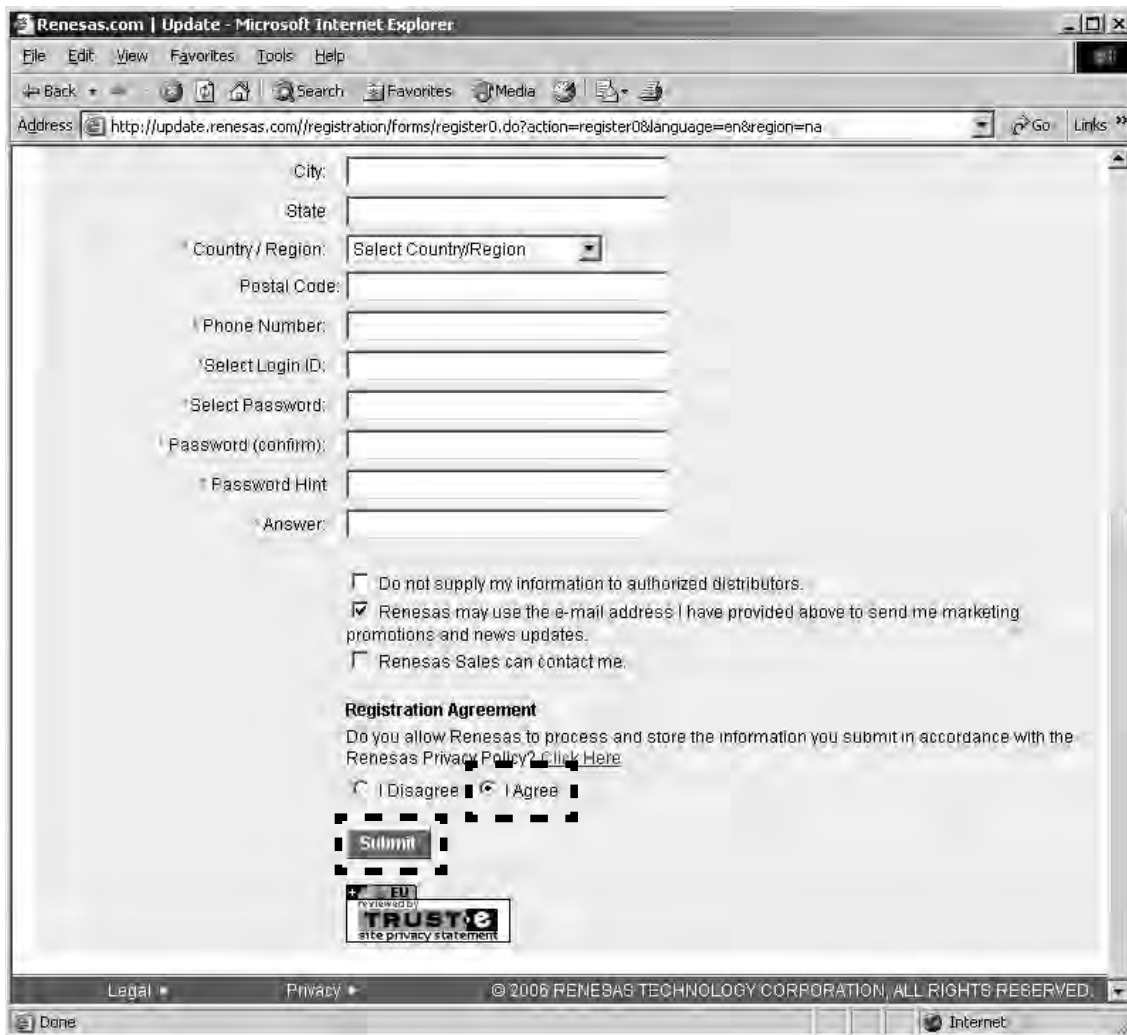 Renesas.com | Update - Microsoft Internet Explorer
File Edit View Favorites Tools Help
Back Search Favorites Media
Address http://update.renesas.com//registration/forms/register0.do?action=register0&language=en&region=na Go Links »
City:
State
* Country / Region: Select Country/Region
Postal Code:
* Phone Number:
*Select Login ID:
*Select Password:
* Password (confirm):
* Password Hint
*Answer:
Do not supply my information to authorized distributors.
Renesas may use the e-mail address I have provided above to send me marketing
promotions and news updates.
Renesas Sales can contact me.
Registration Agreement
Do you allow Renesas to process and store the information you submit in accordance with the
Renesas Privacy Policy? Click Here
I Disagree I Agree
Submit
EU
reviewed by
TRUSTe
site privacy statement
Legal Privacy © 2006 RENESAS TECHNOLOGY CORPORATION, ALL RIGHTS RESERVED.
Done Internet